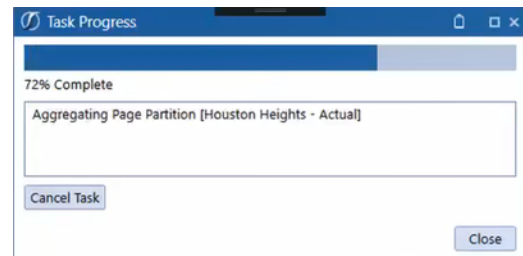 Task Progress
72% Complete
Aggregating Page Partition [Houston Heights - Actual]
Cancel Task
Close